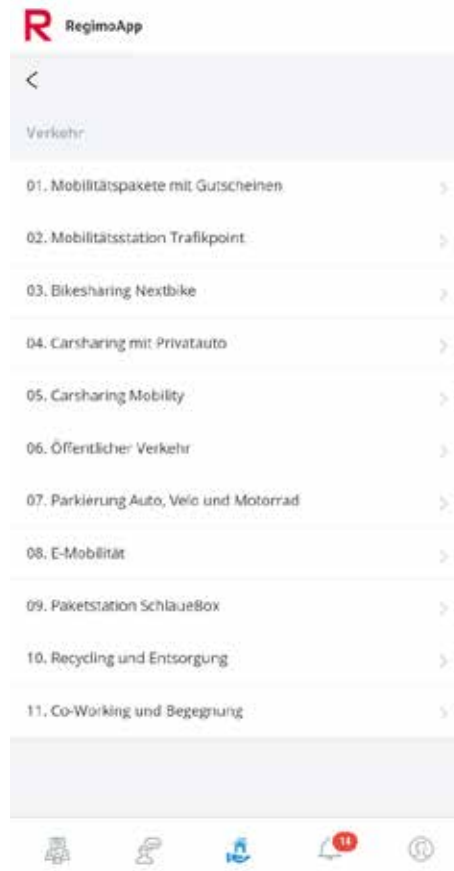 R RegimoApp
Verkehr
01. Mobilitätspakete mit Gutscheinen
02. Mobilitätsstation Trafikpoint
03. Bikesharing Nextbike
04. Carsharing mit Privatauto
05. Carsharing Mobility
06. Öffentlicher Verkehr
07. Parkierung Auto, Velo und Motorrad
08. E-Mobilität
09. Paketstation SchlaueBox
10. Recycling und Entsorgung
11. Co-Working und Begegnung
14